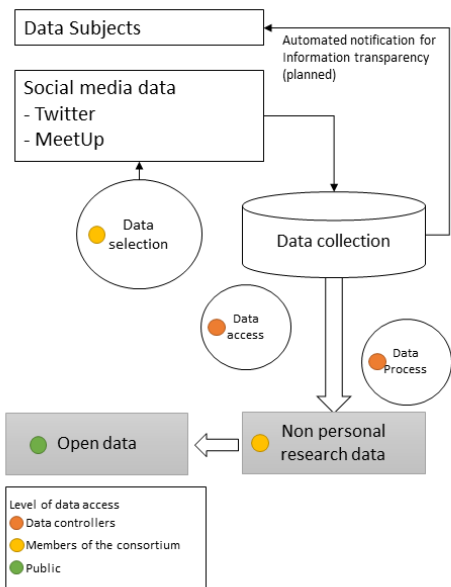 Data Subjects
Automated notification for
Information transparency
(planned)
Social media data
- Twitter
- MeetUp
Data
selection
Data collection
Data
access
Data
Process
Open data
Non personal
research data
Level of data access
Data controllers
Members of the consortium
Public